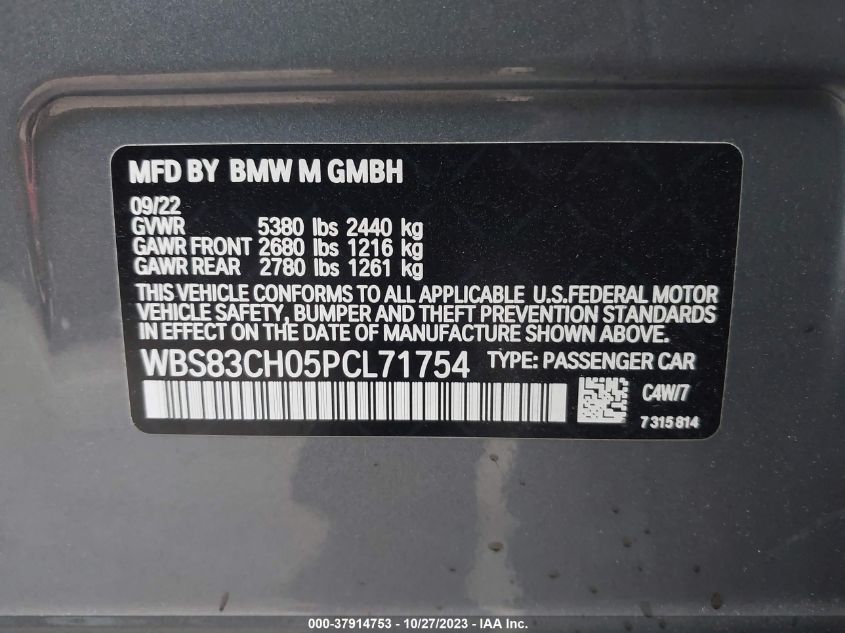 MFD BY BMW M GMBH
09/22
GVWR 5380 lbs 2440 kg
GAWR FRONT 2680 lbs 1216 kg
GAWR REAR 2780 lbs 1261 kg
THIS VEHICLE CONFORMS TO ALL APPLICABLE U.S.FEDERAL MOTOR
VEHICLE SAFETY, BUMPER AND THEFT PREVENTION STANDARDS
IN EFFECT ON THE DATE OF MANUFACTURE SHOWN ABOVE.
WBS83CH05PCL71754 TYPE: PASSENGER CAR
C4W/7
7 315 814
000-37914753 - 10/27/2023 - © IAA Inc.